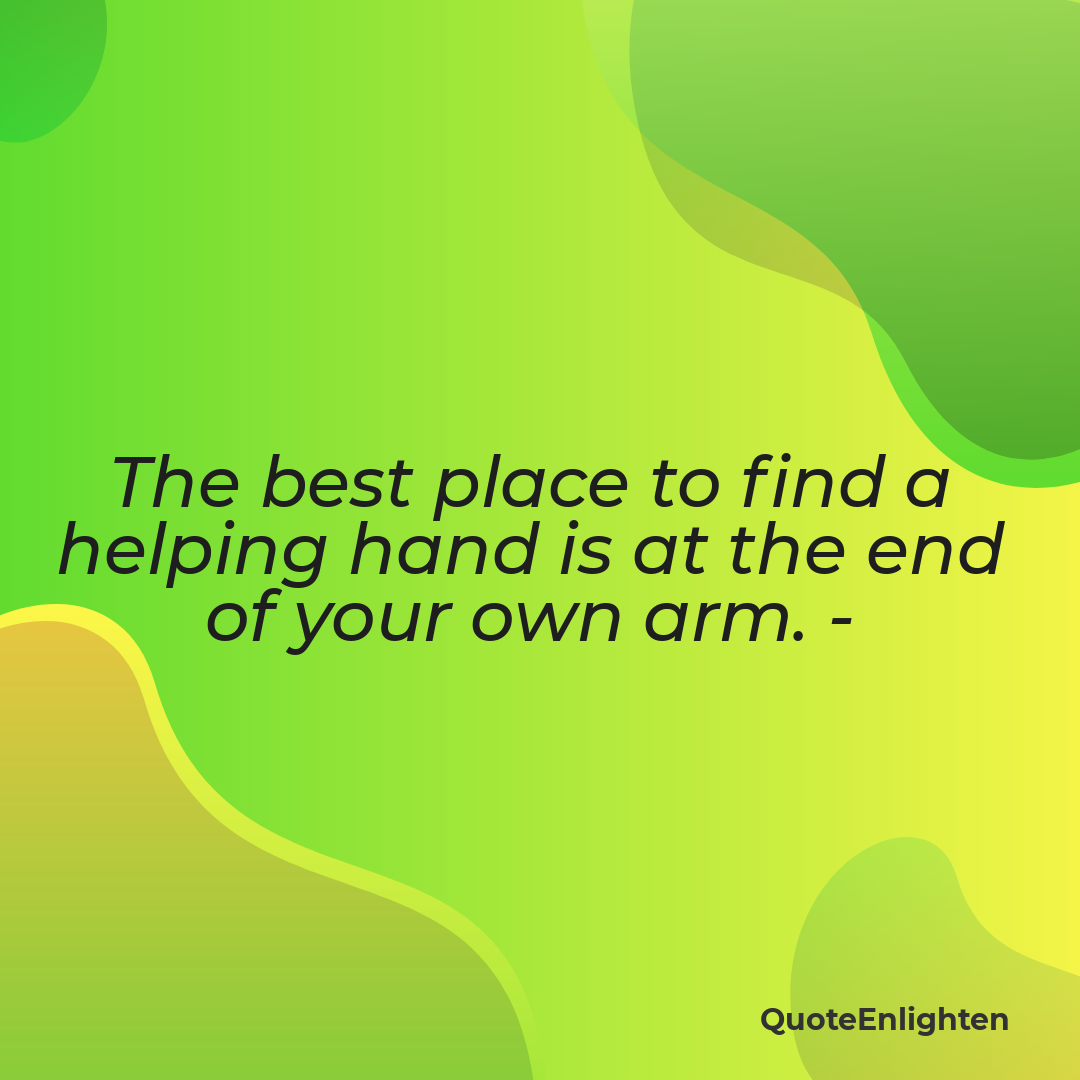 The best place to find a
helping hand is at the end
of your own arm. -
QuoteEnlighten